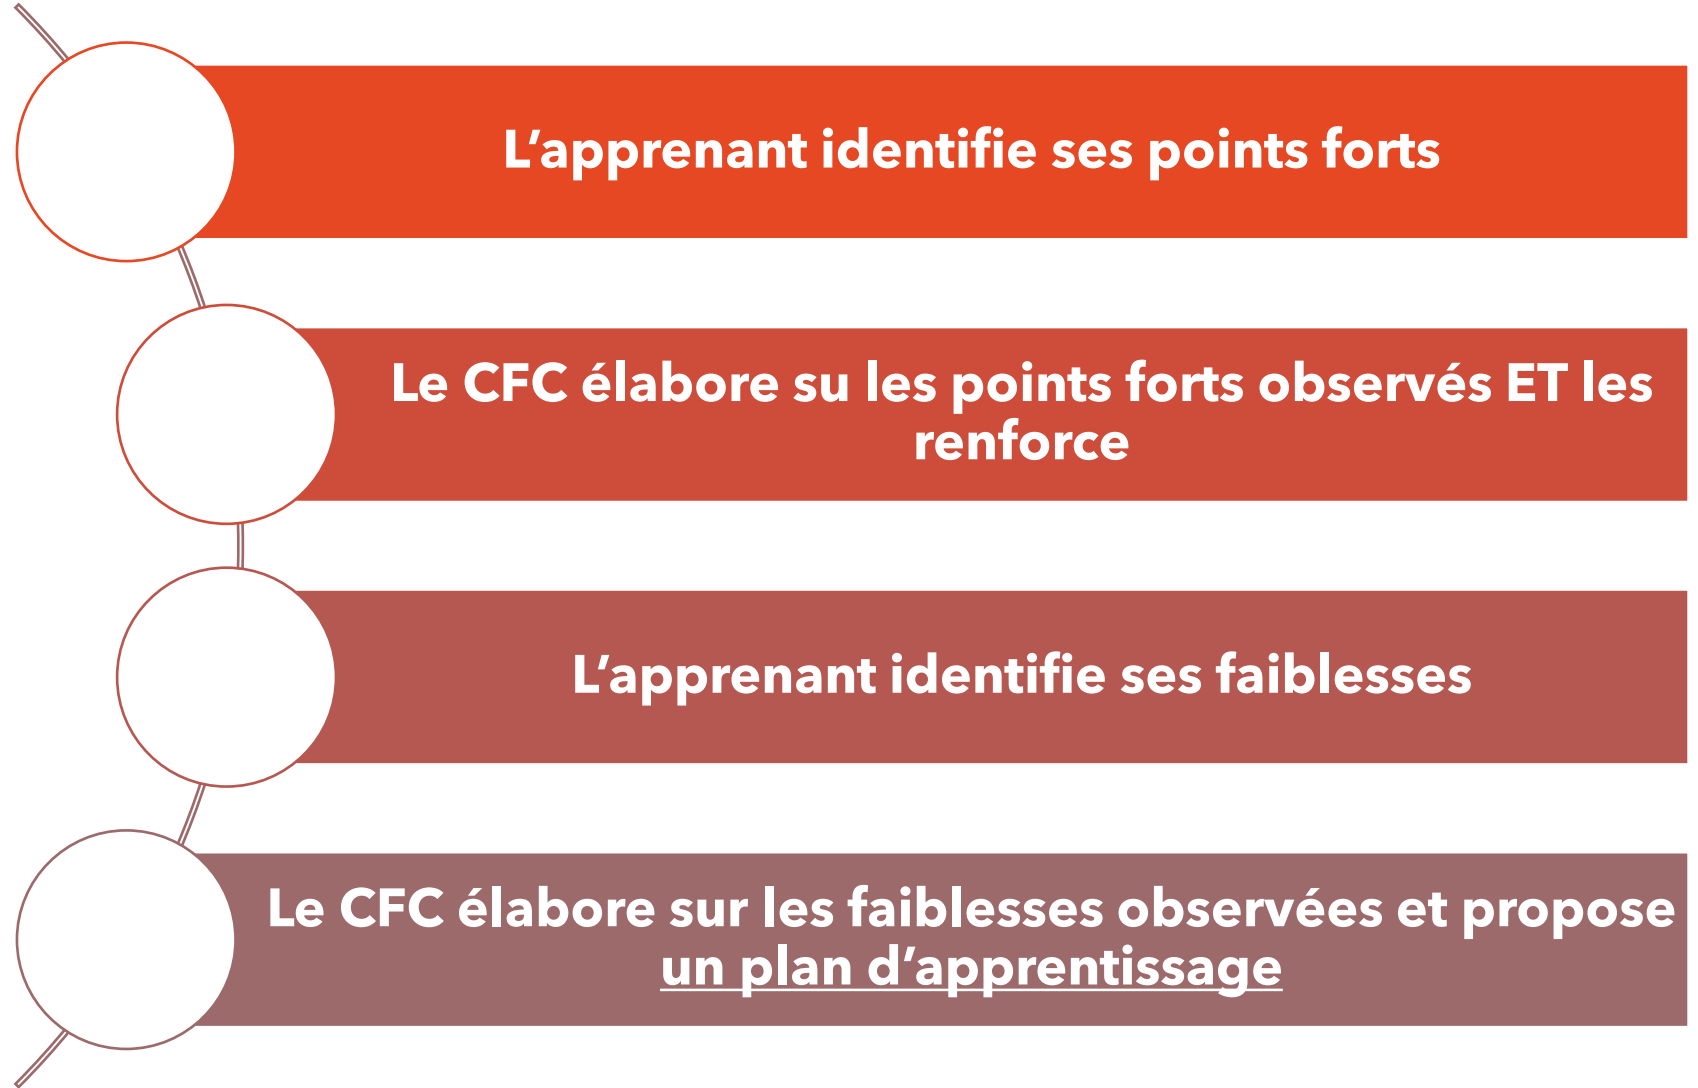 L’apprenant identifie ses points forts
Le CFC élabore su les points forts observés ET les
renforce
L’apprenant identifie ses faiblesses
Le CFC élabore sur les faiblesses observées et propose
un plan d’apprentissage